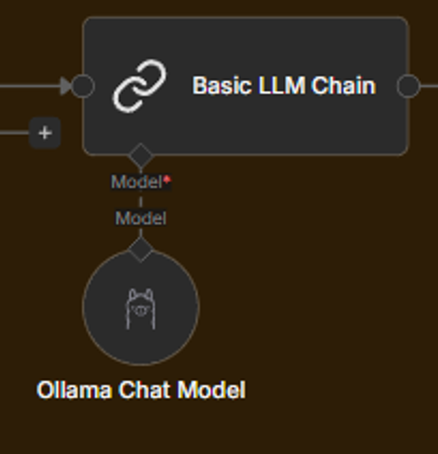 Basic LLM Chain
+
Model*
Model
Ollama Chat Model